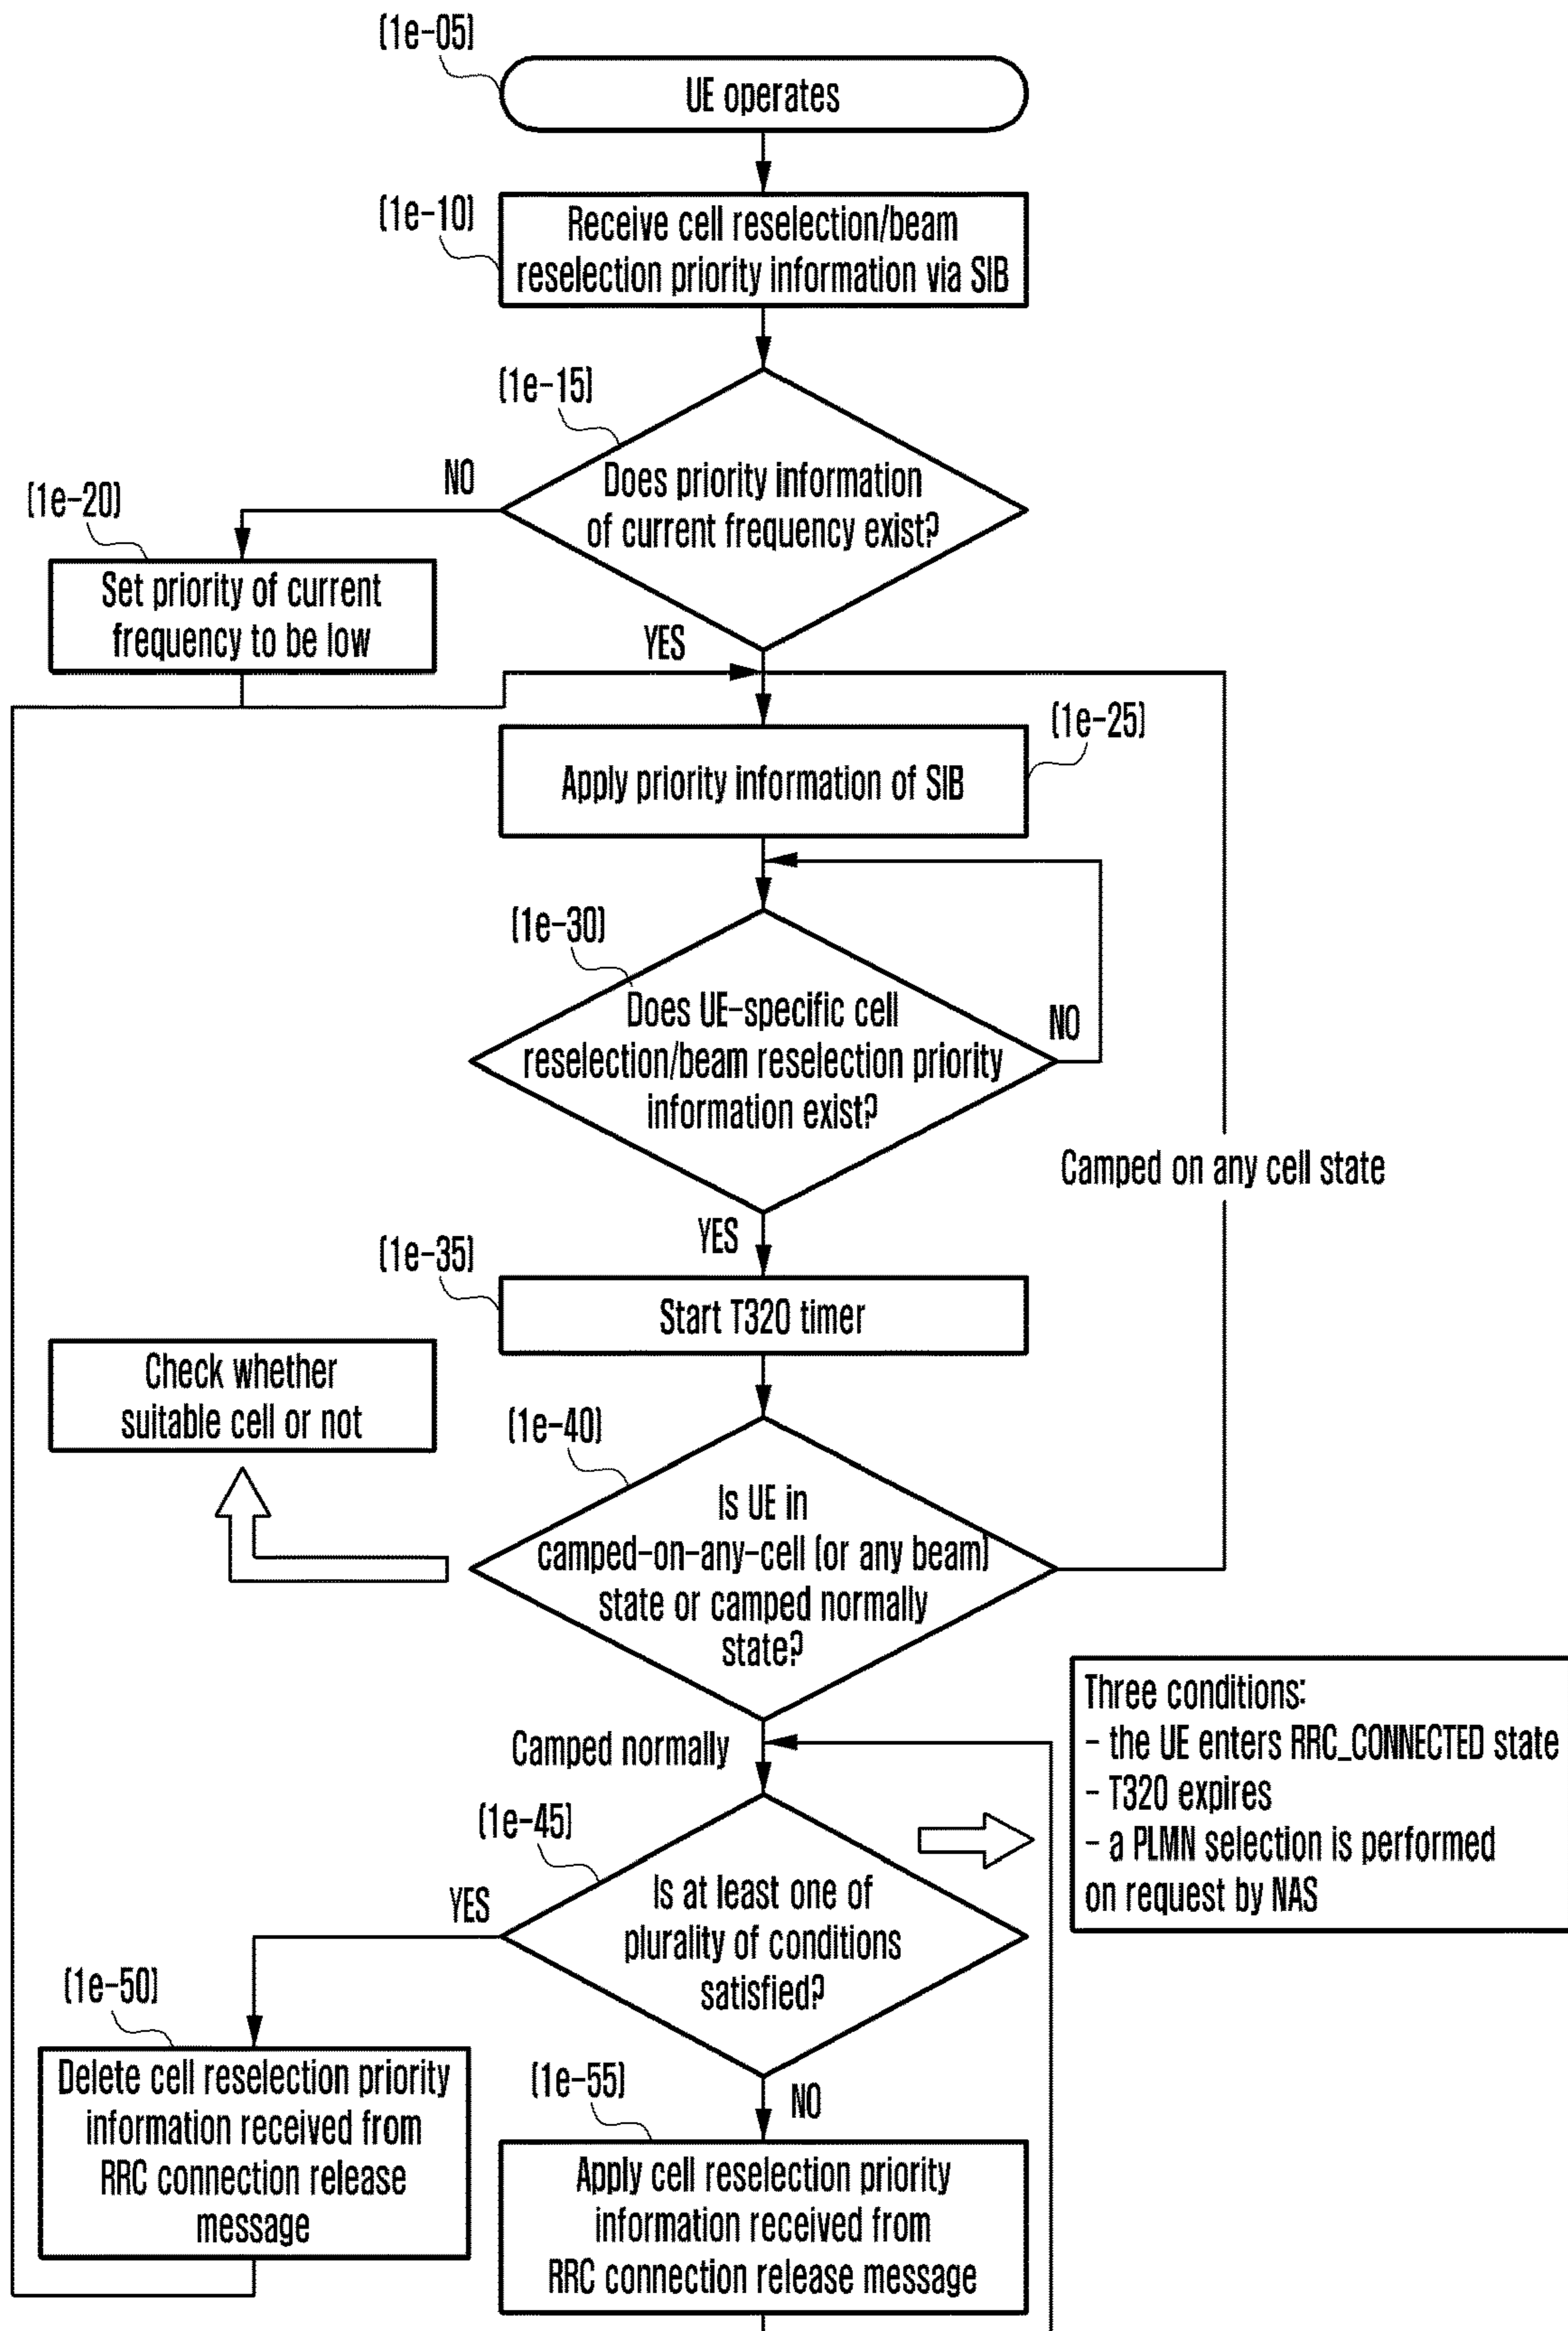 (1e-05)
UE operates
(1e-10)
Receive cell reselection/beam
reselection priority information via SIB
(1e-15)
Does priority information
of current frequency exist?
NO
(1e-20)
Set priority of current
frequency to be low
YES
(1e-25)
Apply priority information of SIB
(1e-30)
Does UE-specific cell
reselection/beam reselection priority
information exist?
NO
Camped on any cell state
YES
(1e-35)
Start T320 timer
Check whether
suitable cell or not
(1e-40)
Is UE in
camped-on-any-cell (or any beam)
state or camped normally
state?
Camped normally
Three conditions:
- the UE enters RRC_CONNECTED state
- T320 expires
- a PLMN selection is performed
on request by NAS
(1e-45)
Is at least one of
plurality of conditions
satisfied?
YES
(1e-50)
Delete cell reselection priority
information received from
RRC connection release
message
NO
(1e-55)
Apply cell reselection priority
information received from
RRC connection release message